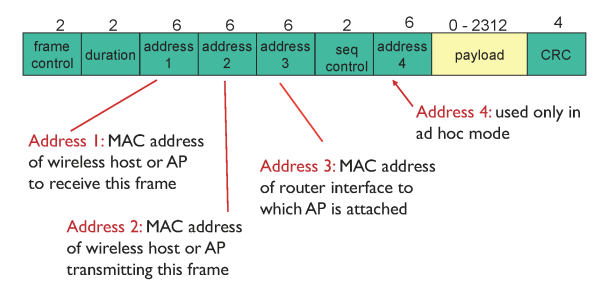 2 2 6 6 6 2 6 0 - 2312 4
frame control
duration
address 1
address 2
address 3
seq control
address 4
payload
CRC
Address 4: used only in
ad hoc mode
Address 1: MAC address
of wireless host or AP
to receive this frame
Address 3: MAC address
of router interface to
which AP is attached
Address 2: MAC address
of wireless host or AP
transmitting this frame